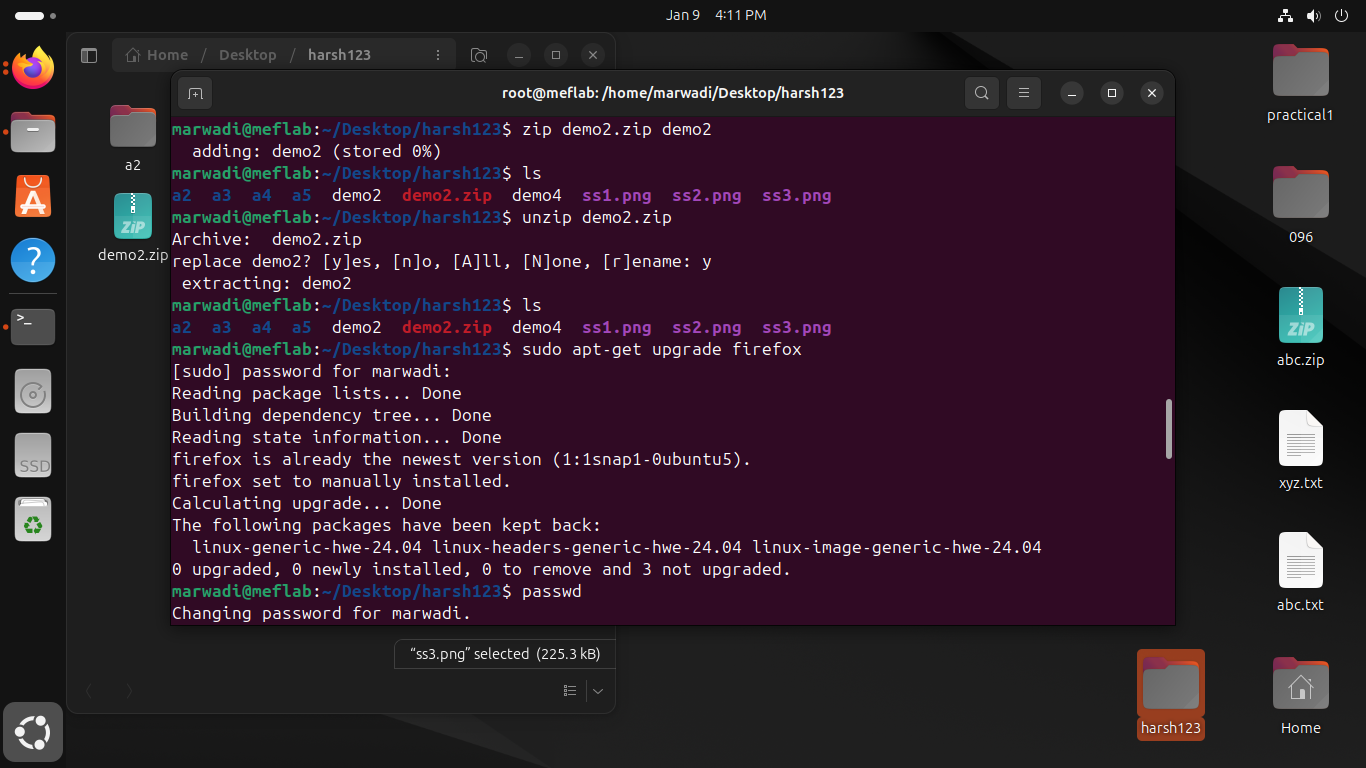 Jan 9 4:11 PM
Home / Desktop / harsh123
root@meflab: /home/marwadi/Desktop/harsh123
marwadi@meflab:~/Desktop/harsh123$ zip demo2.zip demo2
  adding: demo2 (stored 0%)
marwadi@meflab:~/Desktop/harsh123$ ls
a2  a3  a4  a5  demo2  demo2.zip  demo4  ss1.png  ss2.png  ss3.png
marwadi@meflab:~/Desktop/harsh123$ unzip demo2.zip
Archive:  demo2.zip
replace demo2? [y]es, [n]o, [A]ll, [N]one, [r]ename: y
 extracting: demo2
marwadi@meflab:~/Desktop/harsh123$ ls
a2  a3  a4  a5  demo2  demo2.zip  demo4  ss1.png  ss2.png  ss3.png
marwadi@meflab:~/Desktop/harsh123$ sudo apt-get upgrade firefox
[sudo] password for marwadi:
Reading package lists... Done
Building dependency tree... Done
Reading state information... Done
firefox is already the newest version (1:1snap1-0ubuntu5).
firefox set to manually installed.
Calculating upgrade... Done
The following packages have been kept back:
  linux-generic-hwe-24.04 linux-headers-generic-hwe-24.04 linux-image-generic-hwe-24.04
0 upgraded, 0 newly installed, 0 to remove and 3 not upgraded.
marwadi@meflab:~/Desktop/harsh123$ passwd
Changing password for marwadi.
a2
ZiP
demo2.zip
“ss3.png” selected (225.3 kB)
A
?
>_
SSD
practical1
096
ZiP
abc.zip
xyz.txt
abc.txt
harsh123
Home